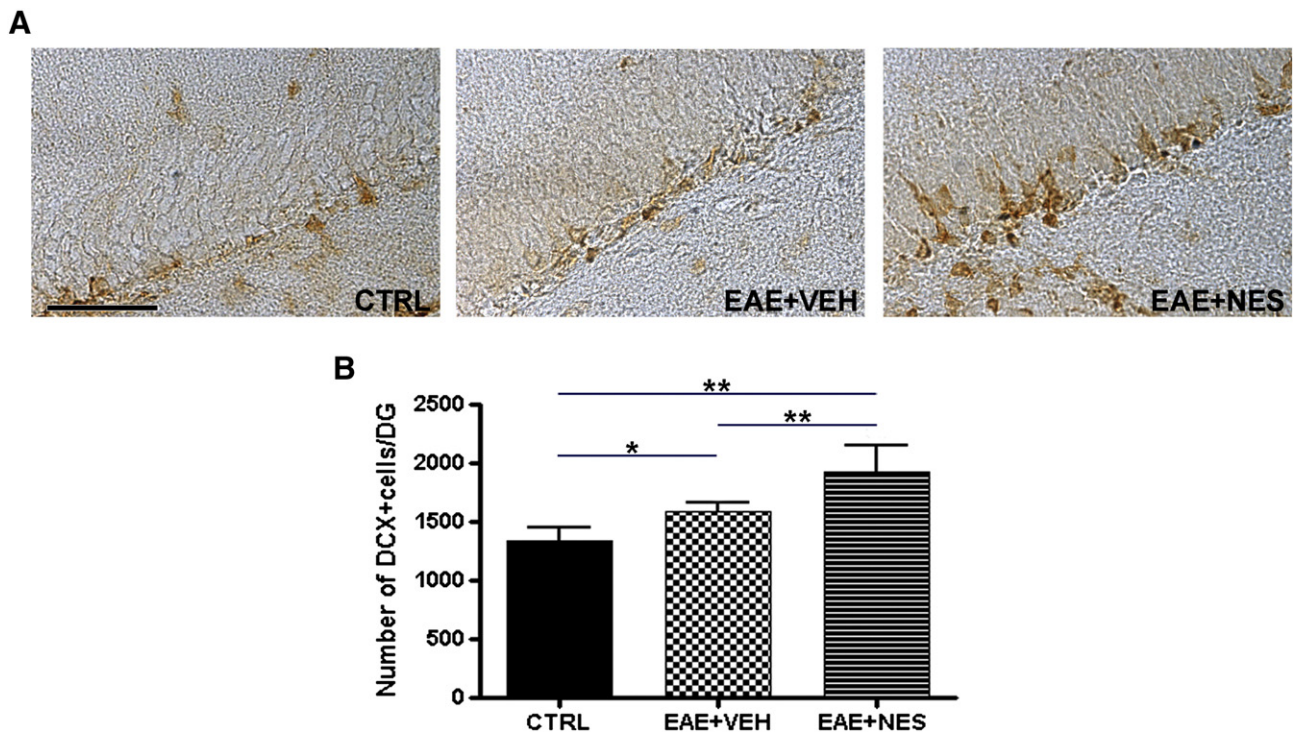 A
CTRL
EAE+VEH
EAE+NES
B
Number of DCX+cells/DG
2500
2000
1500
1000
500
0
**
**
*
CTRL
EAE+VEH
EAE+NES